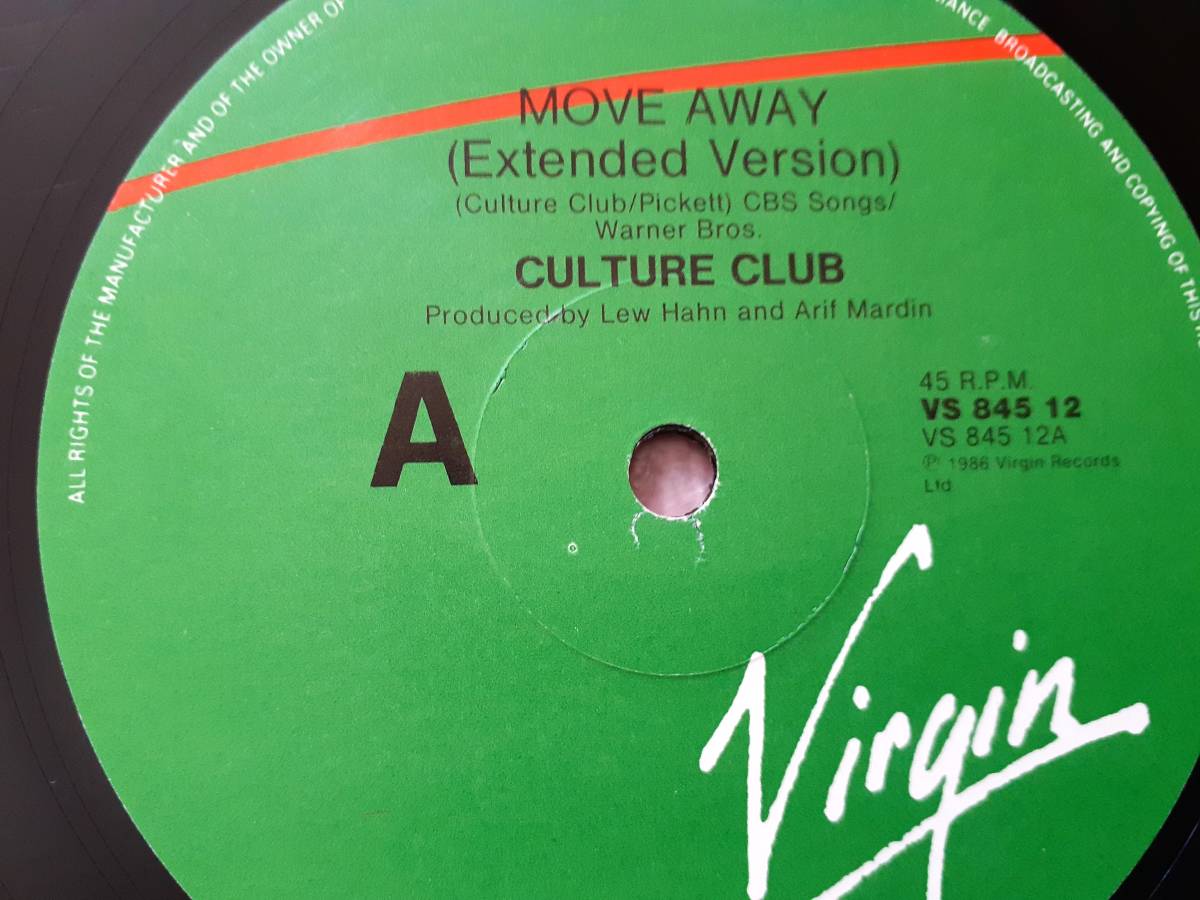 ALL RIGHTS OF THE MANUFACTURER AND OF THE OWNER OF
BROADCASTING AND COPYING OF THIS
MOVE AWAY
(Extended Version)
(Culture Club/Pickett) CBS Songs/
Warner Bros.
CULTURE CLUB
Produced by Lew Hahn and Arif Mardin
A
45 R.P.M.
VS 845 12
VS 845 12A
℗ 1986 Virgin Records
Ltd
Virgin